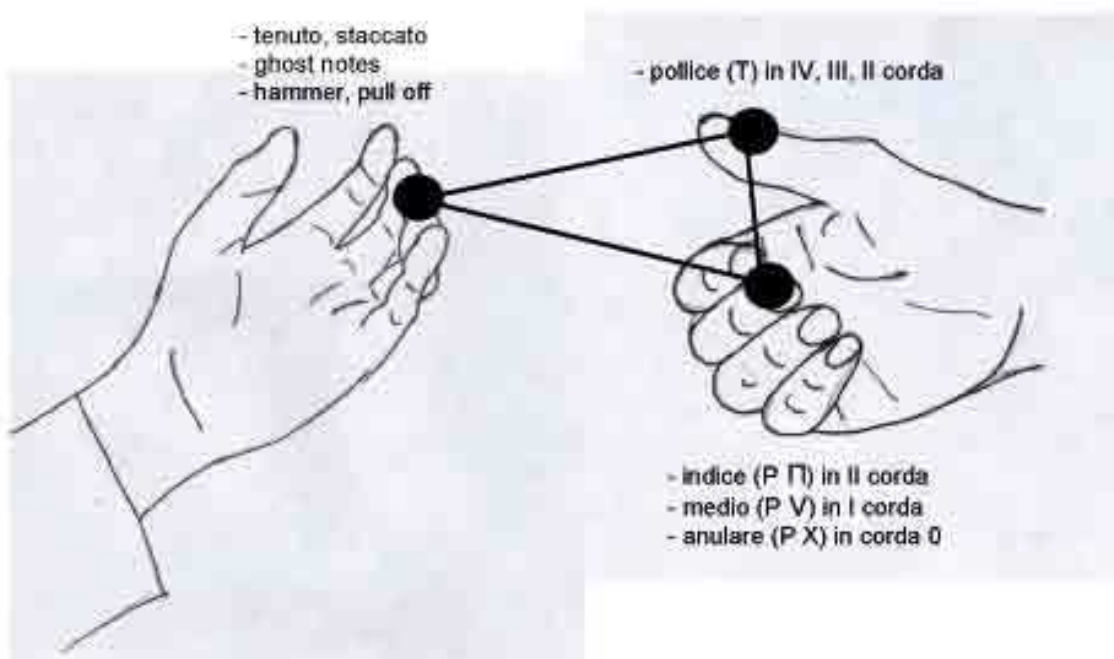 - tenuto, staccato
- ghost notes
- hammer, pull off
- pollice (T) in IV, III, II corda
- indice (P Π) in II corda
- medio (P V) in I corda
- anulare (P X) in corda 0